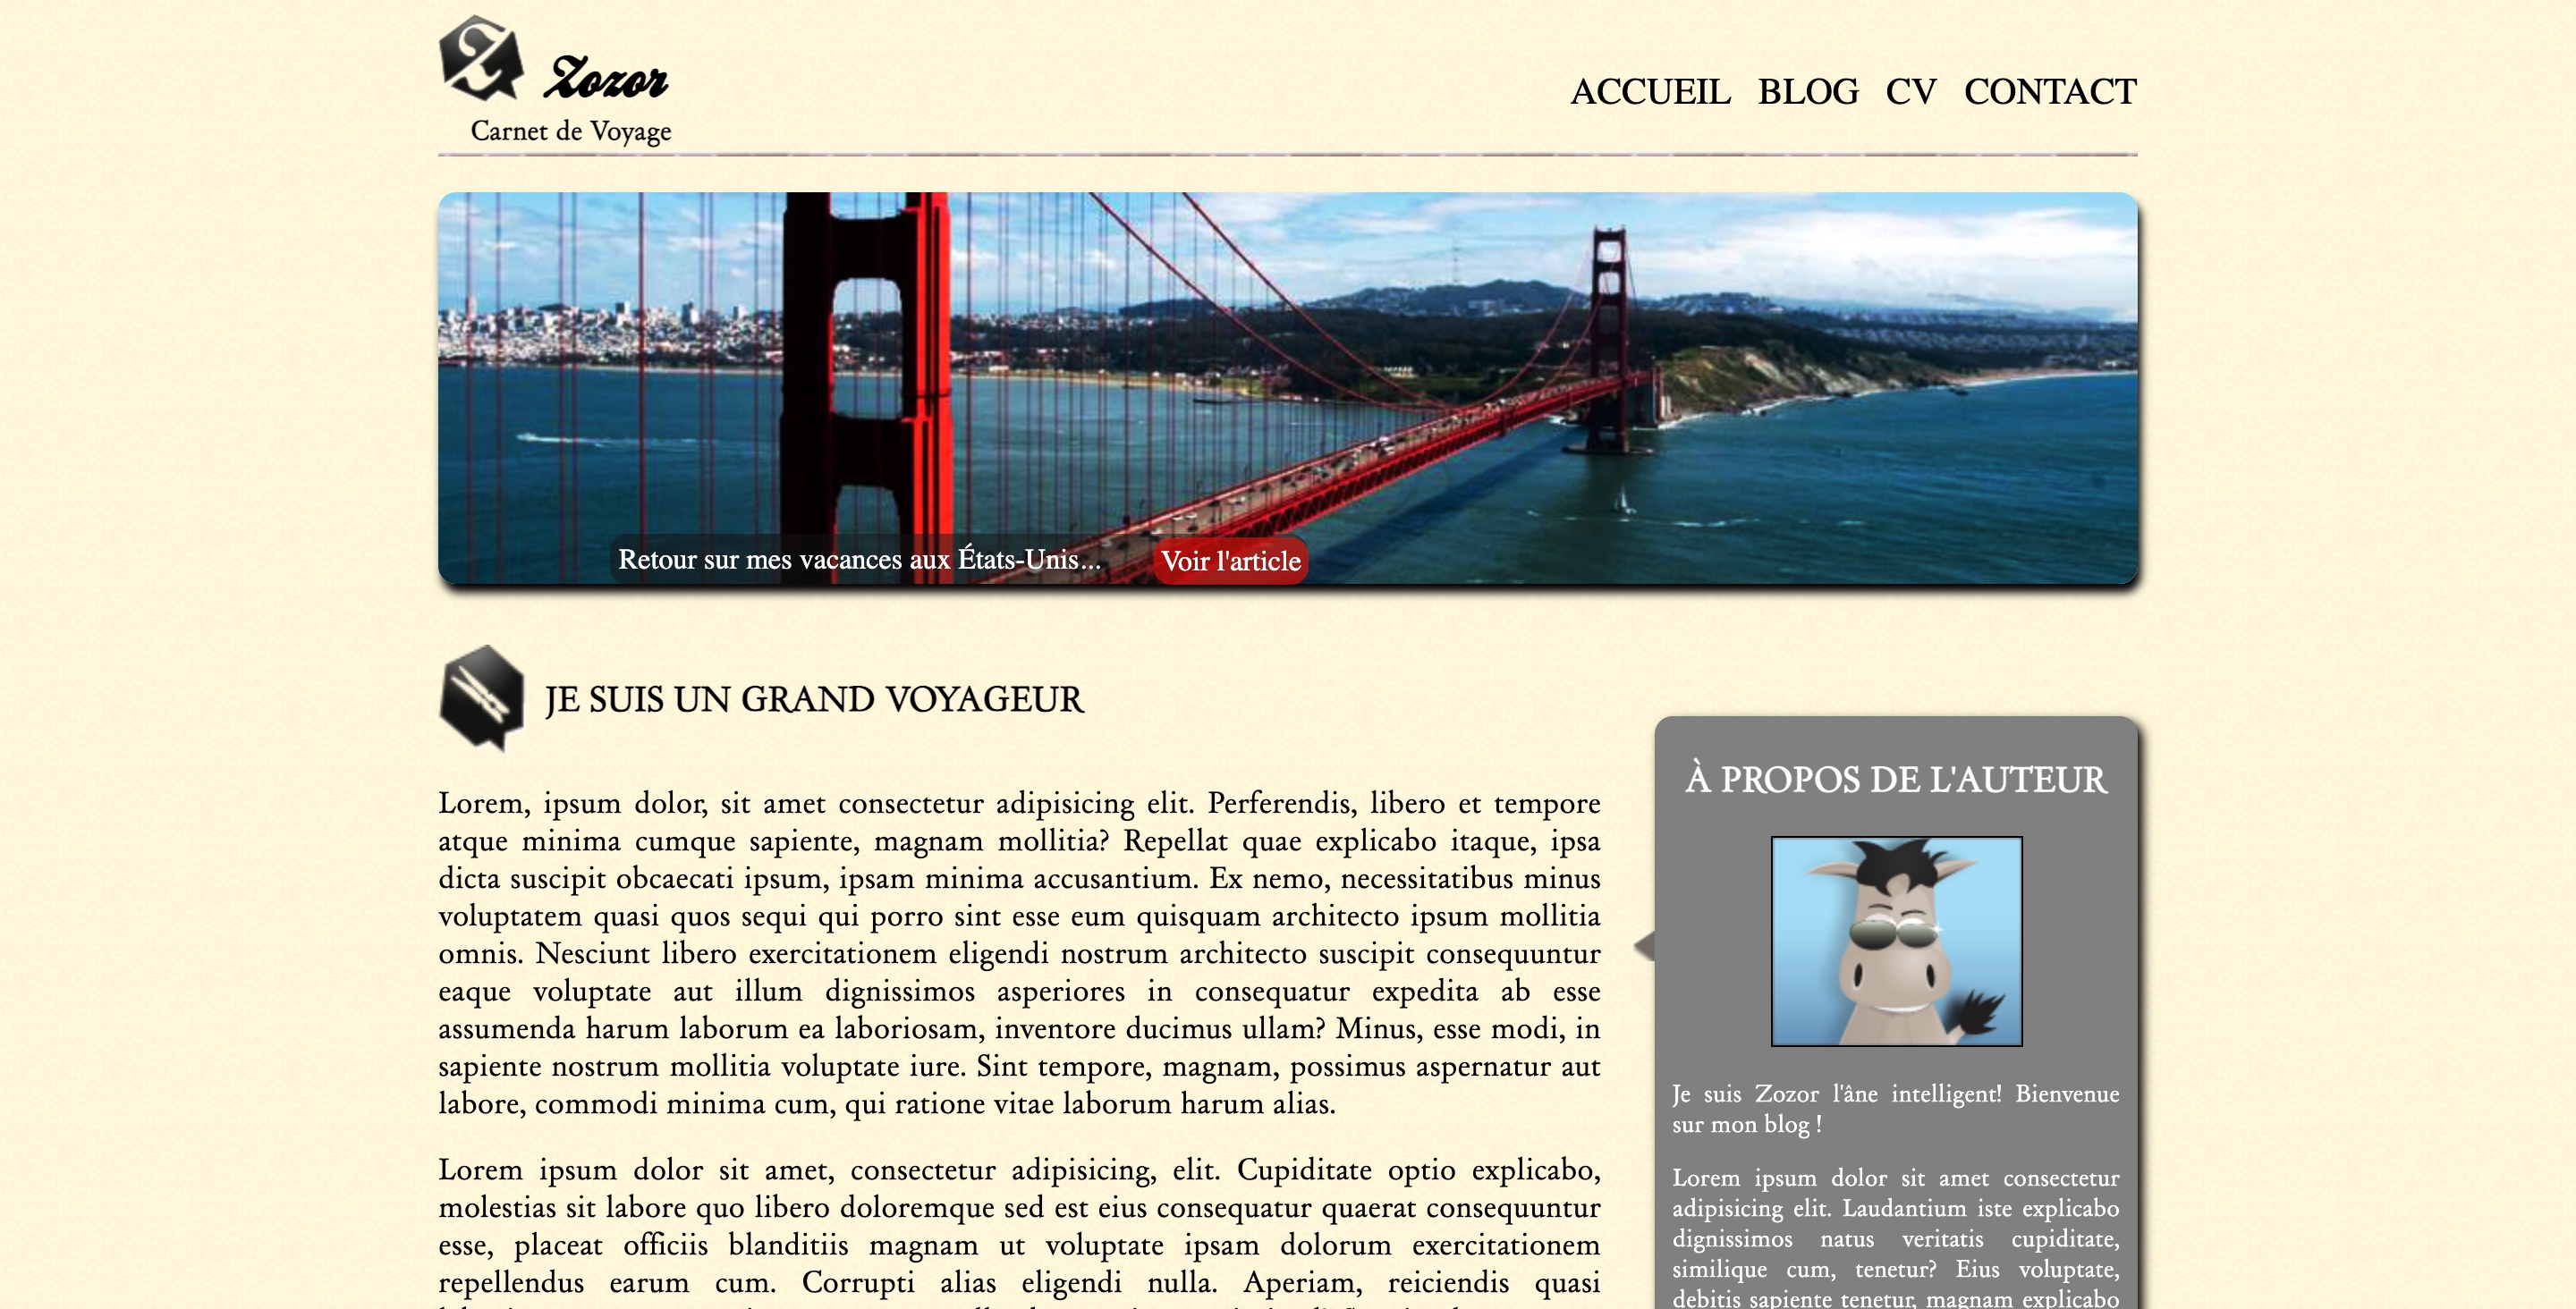 Zozor
Carnet de Voyage
ACCUEIL BLOG CV CONTACT
Retour sur mes vacances aux États-Unis...
Voir l'article
JE SUIS UN GRAND VOYAGEUR
Lorem, ipsum dolor, sit amet consectetur adipisicing elit. Perferendis, libero et tempore
atque minima cumque sapiente, magnam mollitia? Repellat quae explicabo itaque, ipsa
dicta suscipit obcaecati ipsum, ipsam minima accusantium. Ex nemo, necessitatibus minus
voluptatem quasi quos sequi qui porro sint esse eum quisquam architecto ipsum mollitia
omnis. Nesciunt libero exercitationem eligendi nostrum architecto suscipit consequuntur
eaque voluptate aut illum dignissimos asperiores in consequatur expedita ab esse
assumenda harum laborum ea laboriosam, inventore ducimus ullam? Minus, esse modi, in
sapiente nostrum mollitia voluptate iure. Sint tempore, magnam, possimus aspernatur aut
labore, commodi minima cum, qui ratione vitae laborum harum alias.
Lorem ipsum dolor sit amet, consectetur adipisicing, elit. Cupiditate optio explicabo,
molestias sit labore quo libero doloremque sed est eius consequatur quaerat consequuntur
esse, placeat officiis blanditiis magnam ut voluptate ipsam dolorum exercitationem
repellendus earum cum. Corrupti alias eligendi nulla. Aperiam, reiciendis quasi
À PROPOS DE L'AUTEUR
Je suis Zozor l'âne intelligent! Bienvenue
sur mon blog !
Lorem ipsum dolor sit amet consectetur
adipisicing elit. Laudantium iste explicabo
dignissimos natus veritatis cupiditate,
similique cum, tenetur? Eius voluptate,
debitis sapiente tenetur, magnam explicabo